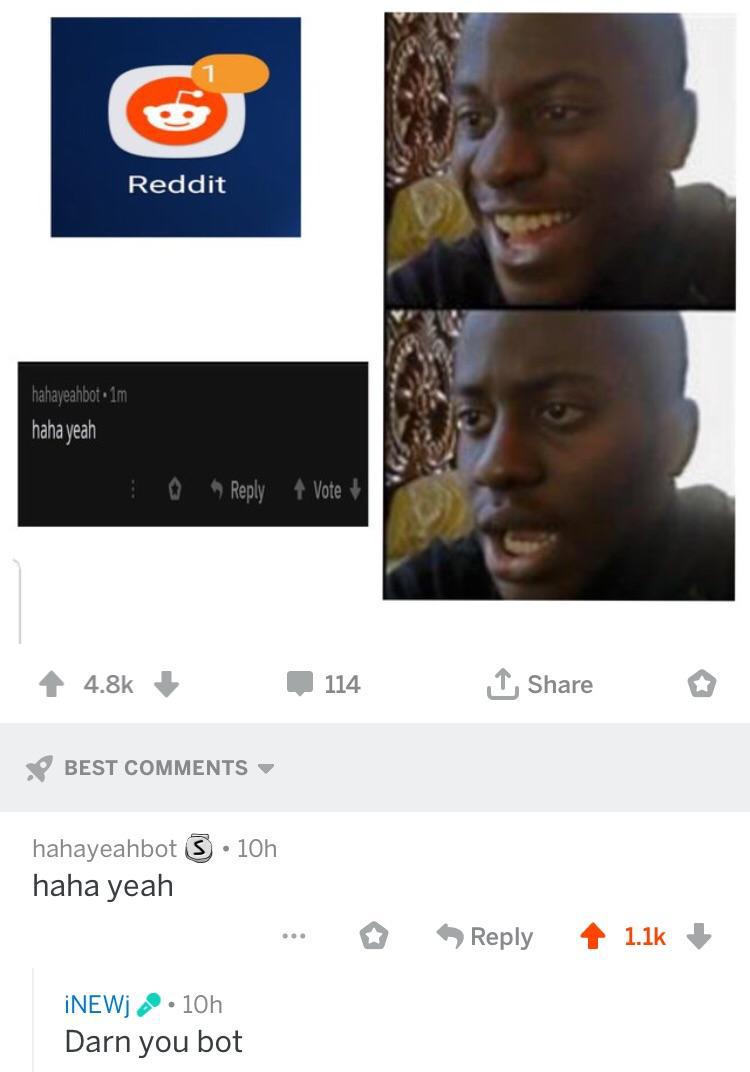 1
Reddit
hahayeahbot • 1m
haha yeah
Reply Vote
4.8k 114 Share
BEST COMMENTS
hahayeahbot S • 10h
haha yeah
Reply 1.1k
iNEWj • 10h
Darn you bot